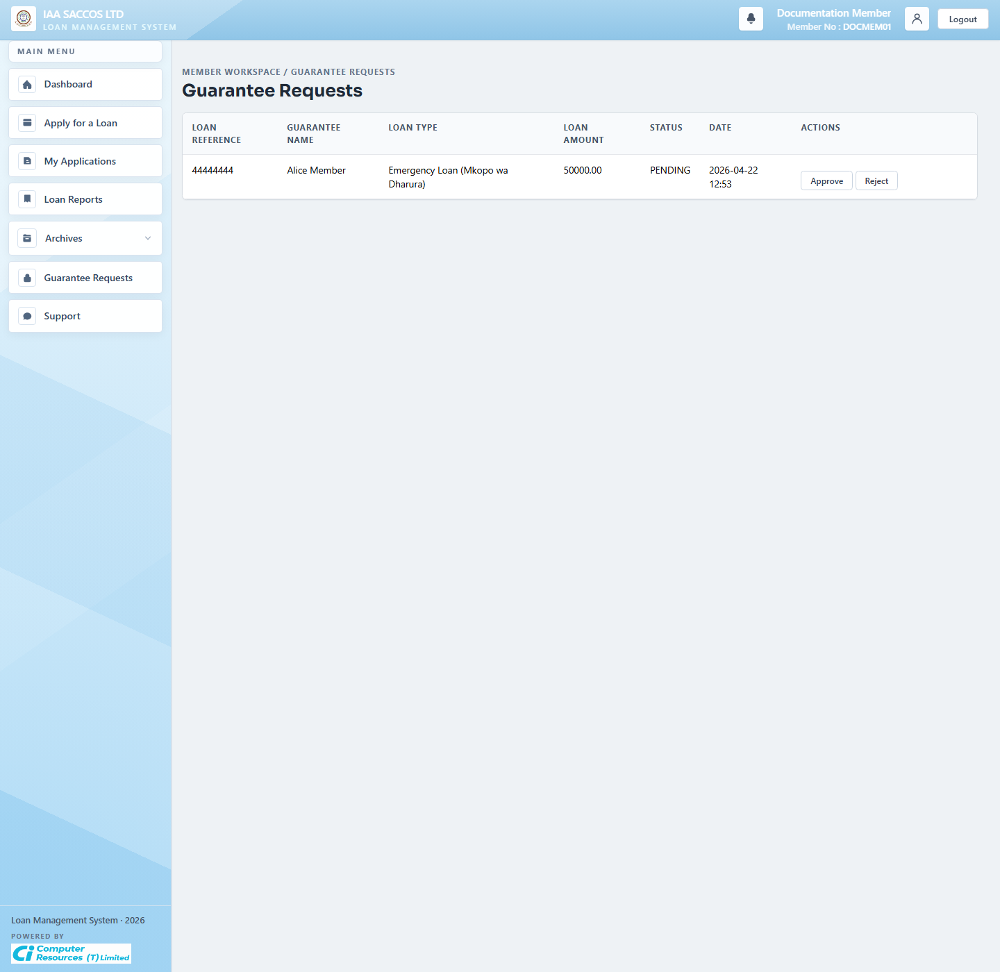 IAA SACCOS LTD
LOAN MANAGEMENT SYSTEM
Documentation Member
Member No : DOCMEM01
Logout
MAIN MENU
Dashboard
Apply for a Loan
My Applications
Loan Reports
Archives
Guarantee Requests
Support
MEMBER WORKSPACE / GUARANTEE REQUESTS
Guarantee Requests
LOAN REFERENCE GUARANTEE NAME LOAN TYPE LOAN AMOUNT STATUS DATE ACTIONS
44444444 Alice Member Emergency Loan (Mkopo wa Dharura) 50000.00 PENDING 2026-04-22 12:53 Approve Reject
Loan Management System · 2026
POWERED BY
Ci Computer Resources (T) Limited